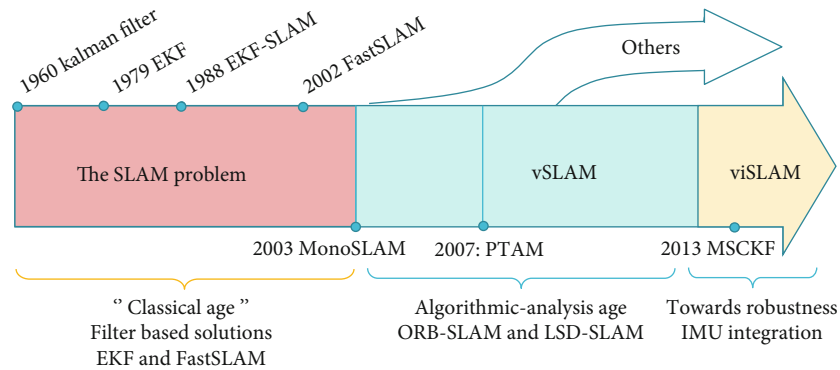 1960 kalman filter
1979 EKF
1988 EKF-SLAM
2002 FastSLAM
Others
The SLAM problem
vSLAM
viSLAM
2003 MonoSLAM
2007: PTAM
2013 MSCKF
‘’ Classical age ’’
Filter based solutions
EKF and FastSLAM
Algorithmic-analysis age
ORB-SLAM and LSD-SLAM
Towards robustness
IMU integration